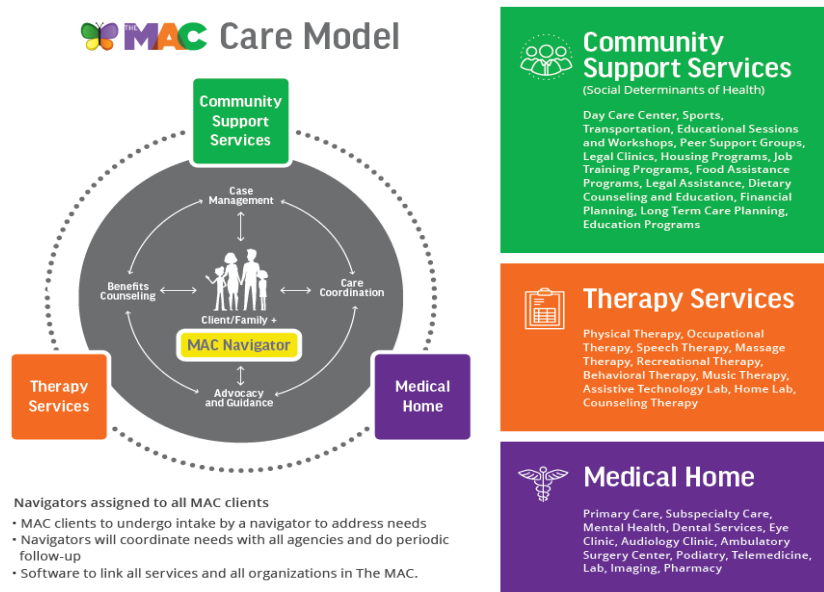 THE MAC Care Model
Community
Support
Services
Case
Management
Benefits
Counseling
Care
Coordination
Client/Family +
MAC Navigator
Advocacy
and Guidance
Therapy
Services
Medical
Home
Navigators assigned to all MAC clients
• MAC clients to undergo intake by a navigator to address needs
• Navigators will coordinate needs with all agencies and do periodic
follow-up
• Software to link all services and all organizations in The MAC.
Community
Support Services
(Social Determinants of Health)
Day Care Center, Sports,
Transportation, Educational Sessions
and Workshops, Peer Support Groups,
Legal Clinics, Housing Programs, Job
Training Programs, Food Assistance
Programs, Legal Assistance, Dietary
Counseling and Education, Financial
Planning, Long Term Care Planning,
Education Programs
Therapy Services
Physical Therapy, Occupational
Therapy, Speech Therapy, Massage
Therapy, Recreational Therapy,
Behavioral Therapy, Music Therapy,
Assistive Technology Lab, Home Lab,
Counseling Therapy
Medical Home
Primary Care, Subspecialty Care,
Mental Health, Dental Services, Eye
Clinic, Audiology Clinic, Ambulatory
Surgery Center, Podiatry, Telemedicine,
Lab, Imaging, Pharmacy